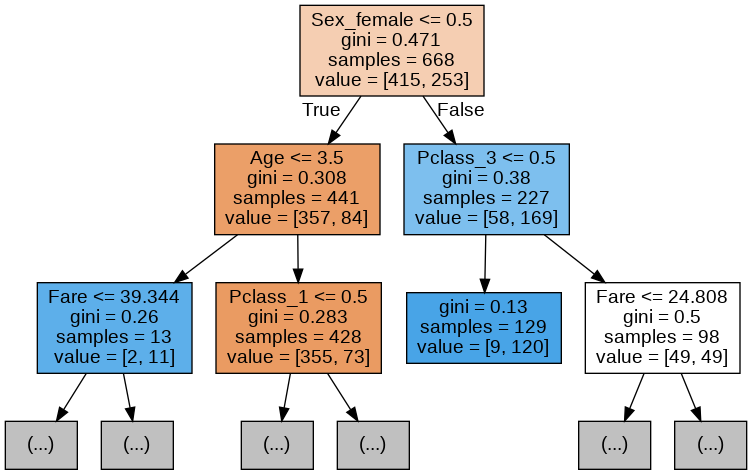 Sex_female <= 0.5
gini = 0.471
samples = 668
value = [415, 253]
True
False
Age <= 3.5
gini = 0.308
samples = 441
value = [357, 84]
Pclass_3 <= 0.5
gini = 0.38
samples = 227
value = [58, 169]
Fare <= 39.344
gini = 0.26
samples = 13
value = [2, 11]
Pclass_1 <= 0.5
gini = 0.283
samples = 428
value = [355, 73]
gini = 0.13
samples = 129
value = [9, 120]
Fare <= 24.808
gini = 0.5
samples = 98
value = [49, 49]
(...)
(...)
(...)
(...)
(...)
(...)